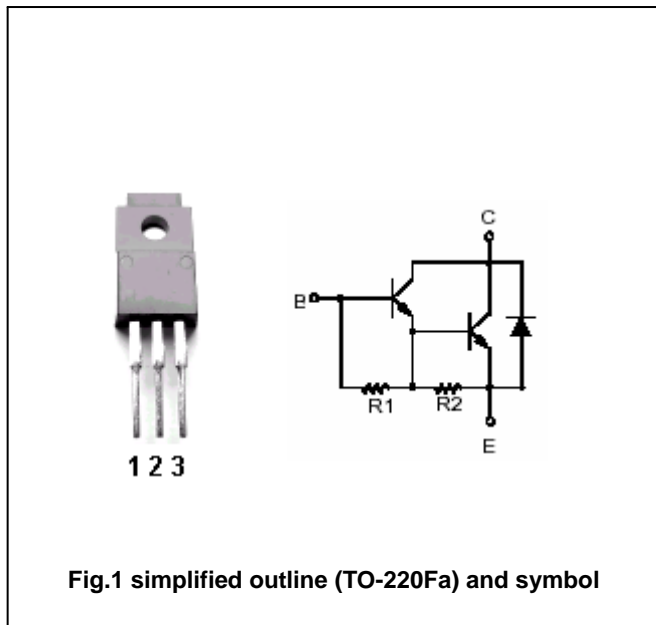 C
B
R1 R2
E
1 2 3
Fig.1 simplified outline (TO-220Fa) and symbol